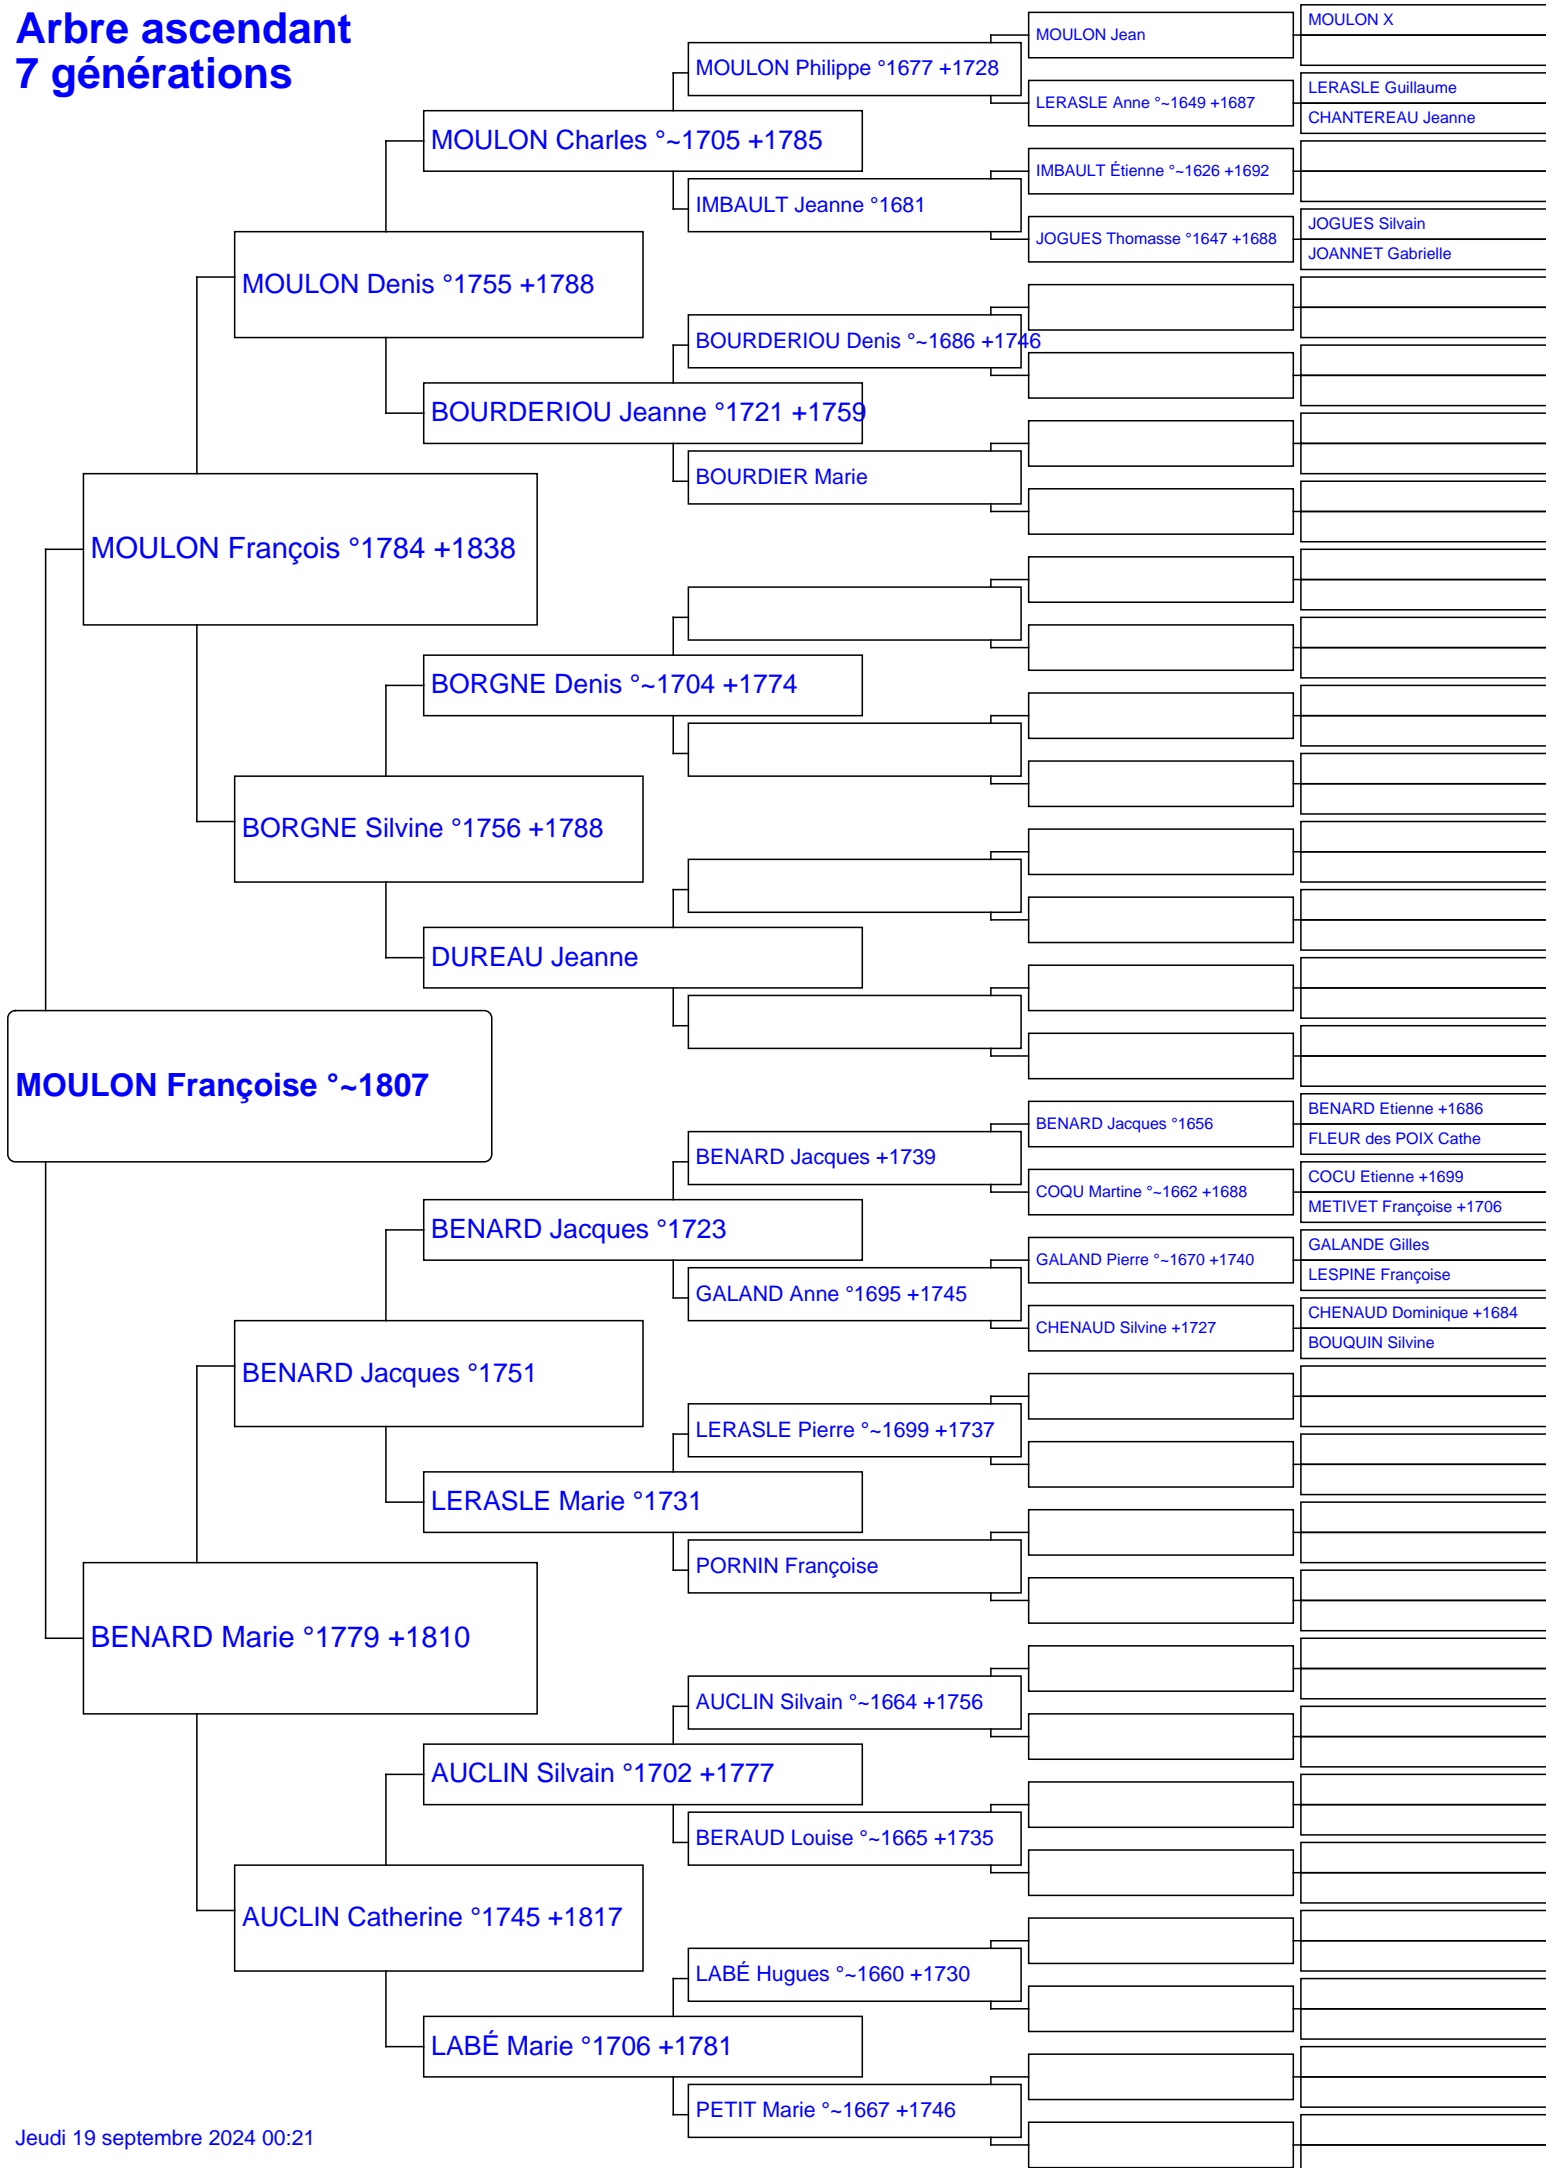 Arbre ascendant
7 générations
MOULON X
MOULON Jean
MOULON Philippe °1677 +1728
LERASLE Guillaume
LERASLE Anne °~1649 +1687
CHANTEREAU Jeanne
MOULON Charles °~1705 +1785
IMBAULT Étienne °~1626 +1692
IMBAULT Jeanne °1681
JOGUES Silvain
JOGUES Thomasse °1647 +1688
JOANNET Gabrielle
MOULON Denis °1755 +1788
BOURDERIOU Denis °~1686 +1746
BOURDERIOU Jeanne °1721 +1759
BOURDIER Marie
MOULON François °1784 +1838
BORGNE Denis °~1704 +1774
BORGNE Silvine °1756 +1788
DUREAU Jeanne
MOULON Françoise °~1807
BENARD Etienne +1686
BENARD Jacques °1656
FLEUR des POIX Cathe
BENARD Jacques +1739
COCU Etienne +1699
COQU Martine °~1662 +1688
METIVET Françoise +1706
BENARD Jacques °1723
GALANDE Gilles
GALAND Pierre °~1670 +1740
LESPINE Françoise
GALAND Anne °1695 +1745
CHENAUD Dominique +1684
CHENAUD Silvine +1727
BOUQUIN Silvine
BENARD Jacques °1751
LERASLE Pierre °~1699 +1737
LERASLE Marie °1731
PORNIN Françoise
BENARD Marie °1779 +1810
AUCLIN Silvain °~1664 +1756
AUCLIN Silvain °1702 +1777
BERAUD Louise °~1665 +1735
AUCLIN Catherine °1745 +1817
LABÉ Hugues °~1660 +1730
LABÉ Marie °1706 +1781
PETIT Marie °~1667 +1746
Jeudi 19 septembre 2024 00:21